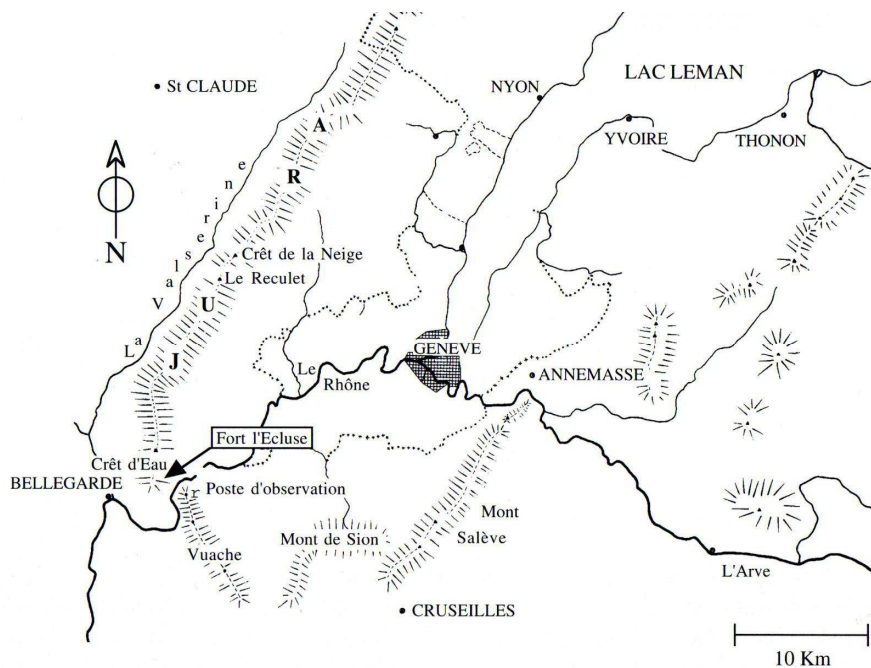 St CLAUDE
NYON
LAC LEMAN
YVOIRE
THONON
N
La Valserine
JURA
Crêt de la Neige
Le Reculet
GENEVE
Le
Rhône
ANNEMASSE
Fort l'Ecluse
Crêt d'Eau
BELLEGARDE
Poste d'observation
Mont
Salève
Mont de Sion
Vuache
L'Arve
CRUSEILLES
10 Km